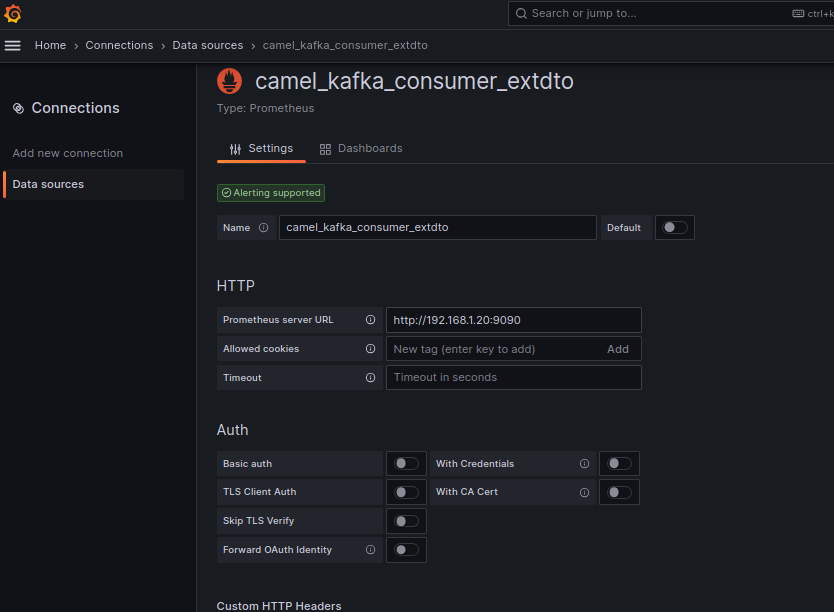 Search or jump to...
ctrl+k
Home > Connections > Data sources > camel_kafka_consumer_extdto
camel_kafka_consumer_extdto
Type: Prometheus
Connections
Add new connection
Data sources
Settings
Dashboards
Alerting supported
Name camel_kafka_consumer_extdto Default
HTTP
Prometheus server URL http://192.168.1.20:9090
Allowed cookies New tag (enter key to add) Add
Timeout Timeout in seconds
Auth
Basic auth With Credentials
TLS Client Auth With CA Cert
Skip TLS Verify
Forward OAuth Identity
Custom HTTP Headers